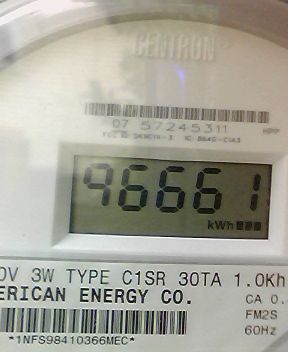 CENTRON
07 57245311 HPP
96661
kWh
0V 3W TYPE C1SR 30TA 1.0Kh
ERICAN ENERGY CO. CA 0.
FM2S
60Hz
*1NFS98410366MEC*